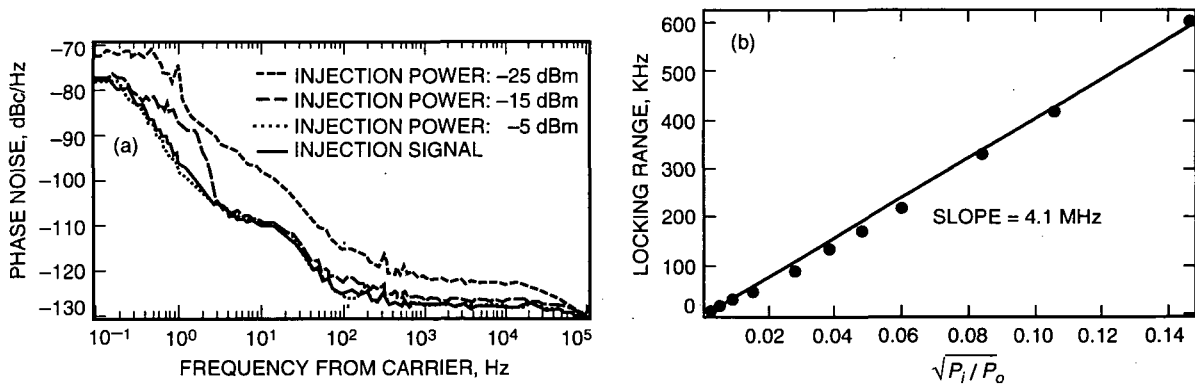 (a)
PHASE NOISE, dBc/Hz
−70
−80
−90
−100
−110
−120
−130
INJECTION POWER: −25 dBm
INJECTION POWER: −15 dBm
INJECTION POWER: −5 dBm
INJECTION SIGNAL
10⁻¹ 10⁰ 10¹ 10² 10³ 10⁴ 10⁵
FREQUENCY FROM CARRIER, Hz
(b)
LOCKING RANGE, KHz
600
500
400
300
200
100
0
SLOPE = 4.1 MHz
0.02 0.04 0.06 0.08 0.10 0.12 0.14
√Pᵢ/Pₒ